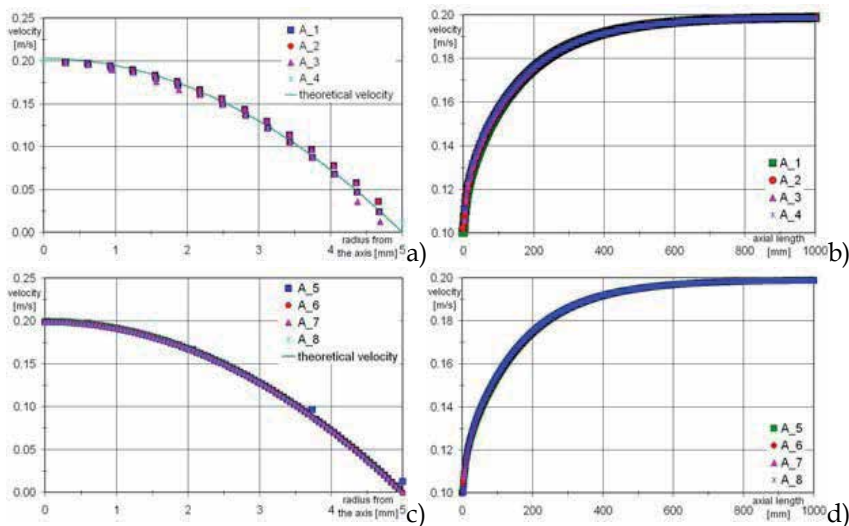 0.25
velocity
[m/s]
0.20
0.15
0.10
0.05
0.00
0
1
2
3
4
5
radius from
the axis [mm]
A_1
A_2
A_3
A_4
theoretical velocity
a)
0.20
velocity
[m/s]
0.18
0.16
0.14
0.12
0.10
0
200
400
600
800
1000
axial length
[mm]
A_1
A_2
A_3
A_4
b)
0.25
velocity
[m/s]
0.20
0.15
0.10
0.05
0.00
0
1
2
3
4
5
radius from
the axis [mm]
A_5
A_6
A_7
A_8
theoretical velocity
c)
0.20
velocity
[m/s]
0.18
0.16
0.14
0.12
0.10
0
200
400
600
800
1000
axial length
[mm]
A_5
A_6
A_7
A_8
d)